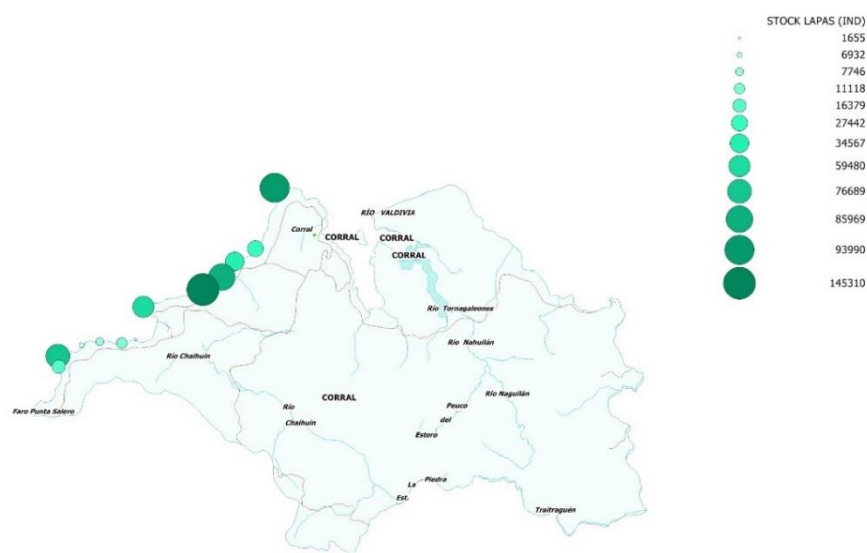 STOCK LAPAS (IND)
1655
6932
7746
11118
16379
27442
34567
59480
76689
85969
93990
145310
RÍO VALDIVIA
Corral
CORRAL
CORRAL
CORRAL
Río Tornagaleones
Río Nahuilán
Río Chaihuín
CORRAL
Río Naguilán
Río
Chaihuín
Peuco
del
Estero
Faro Punta Galera
La
Piedra
Est.
Traitraguén